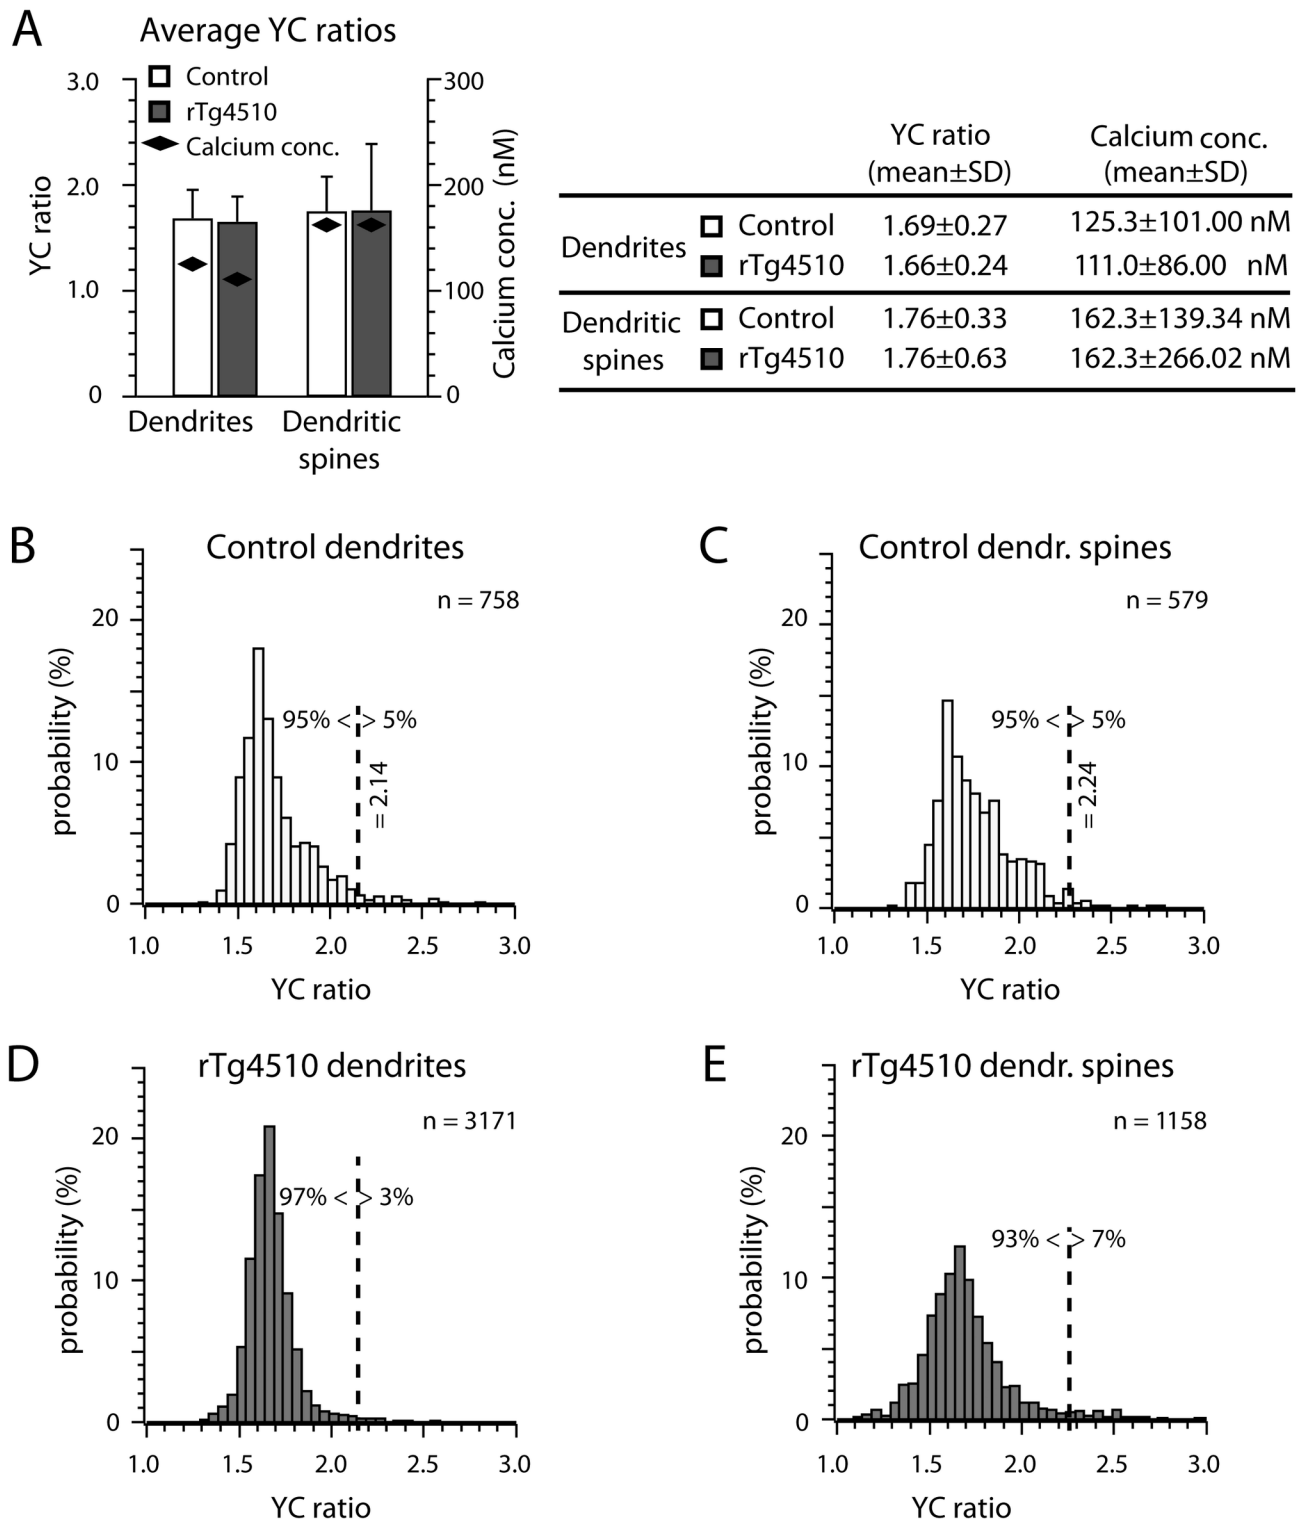 A
Average YC ratios
Control
rTg4510
Calcium conc.
YC ratio
3.0
2.0
1.0
0
300
200
100
0
Calcium conc. (nM)
Dendrites
Dendritic
spines
YC ratio
(mean±SD)
Calcium conc.
(mean±SD)
Dendrites
Control 1.69±0.27 125.3±101.00 nM
rTg4510 1.66±0.24 111.0±86.00 nM
Dendritic
spines
Control 1.76±0.33 162.3±139.34 nM
rTg4510 1.76±0.63 162.3±266.02 nM
B
Control dendrites
n = 758
probability (%)
20
10
0
95% < > 5%
= 2.14
1.0 1.5 2.0 2.5 3.0
YC ratio
C
Control dendr. spines
n = 579
probability (%)
20
10
0
95% < > 5%
= 2.24
1.0 1.5 2.0 2.5 3.0
YC ratio
D
rTg4510 dendrites
n = 3171
probability (%)
20
10
0
97% < > 3%
1.0 1.5 2.0 2.5 3.0
YC ratio
E
rTg4510 dendr. spines
n = 1158
probability (%)
20
10
0
93% < > 7%
1.0 1.5 2.0 2.5 3.0
YC ratio